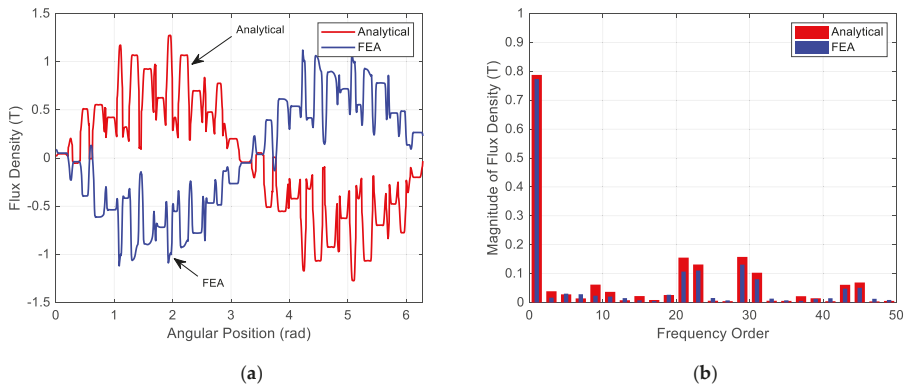 1.5
1
0.5
0
-0.5
-1
-1.5
Flux Density (T)
0 1 2 3 4 5 6
Angular Position (rad)
Analytical
FEA
Analytical
FEA
(a)
1
0.9
0.8
0.7
0.6
0.5
0.4
0.3
0.2
0.1
0
Magnitude of Flux Density (T)
0 10 20 30 40 50
Frequency Order
Analytical
FEA
(b)